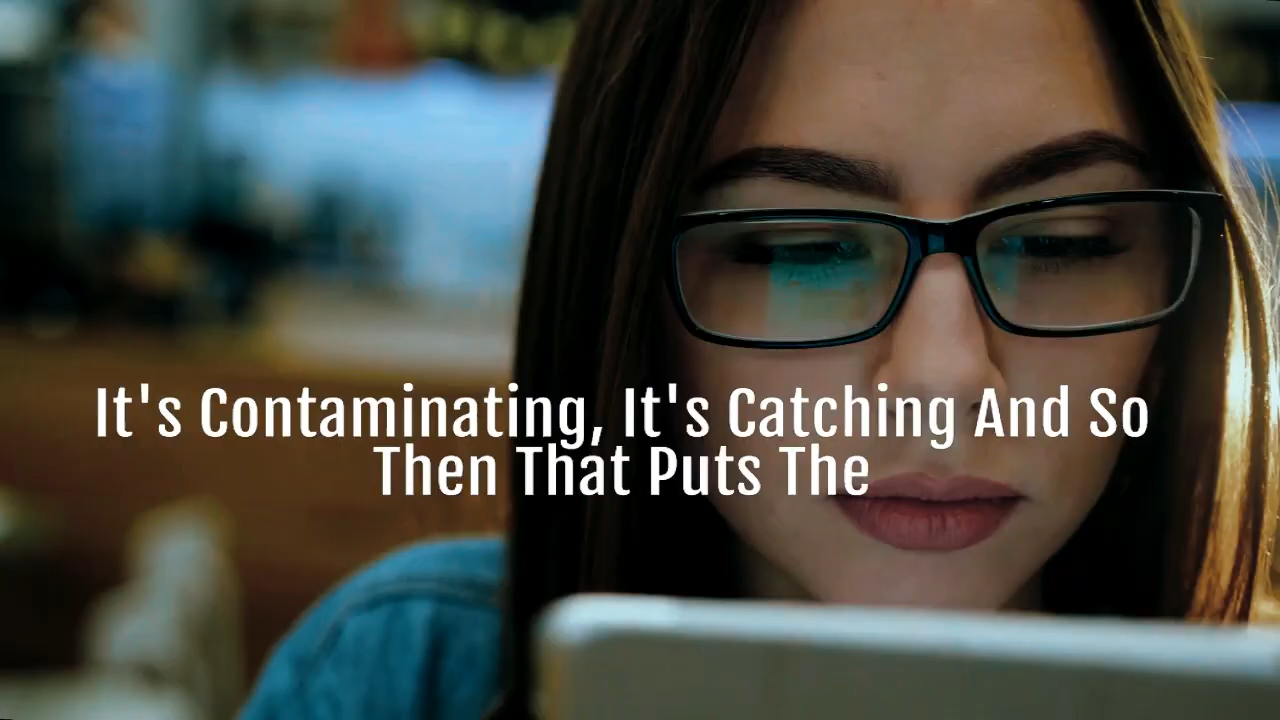 It's Contaminating, It's Catching And So
Then That Puts The